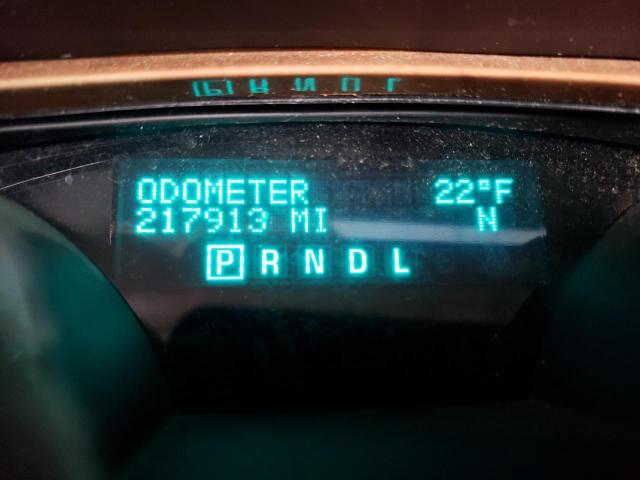 ODOMETER 22°F
217913 MI N
P R N D L